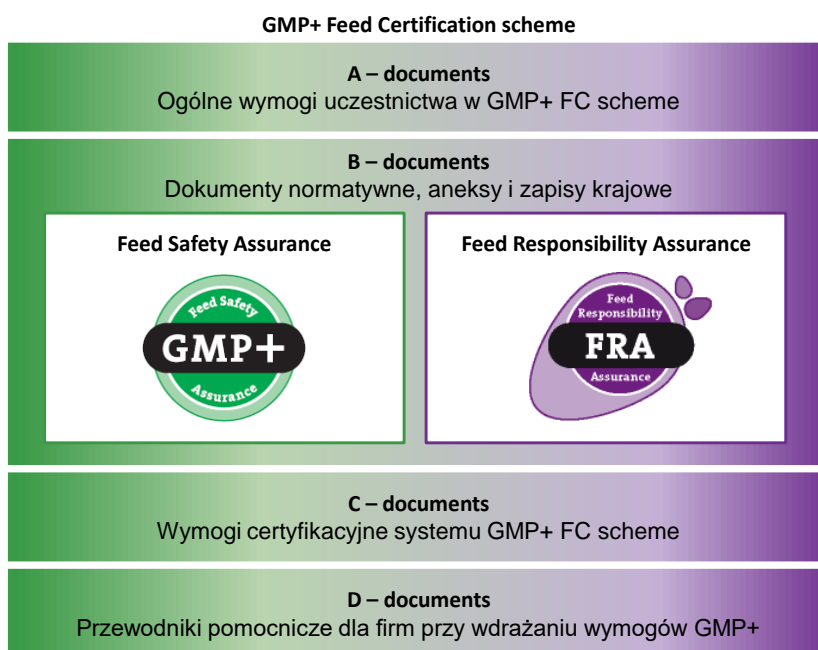 GMP+ Feed Certification scheme
A – documents
Ogólne wymogi uczestnictwa w GMP+ FC scheme
B – documents
Dokumenty normatywne, aneksy i zapisy krajowe
Feed Safety Assurance
Feed Safety
GMP+
Assurance
Feed Responsibility Assurance
Feed
Responsibility
FRA
Assurance
C – documents
Wymogi certyfikacyjne systemu GMP+ FC scheme
D – documents
Przewodniki pomocnicze dla firm przy wdrażaniu wymogów GMP+